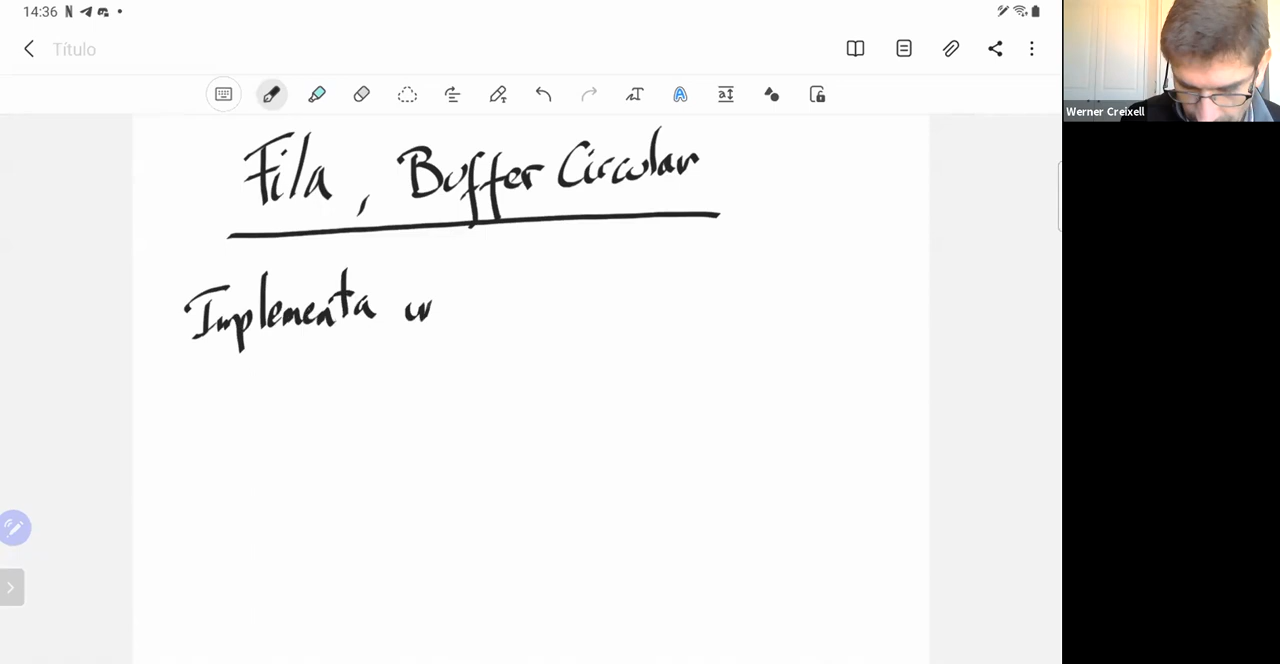 14:36
Título
Werner Creixell
Fila, Buffer Circular
Implementa